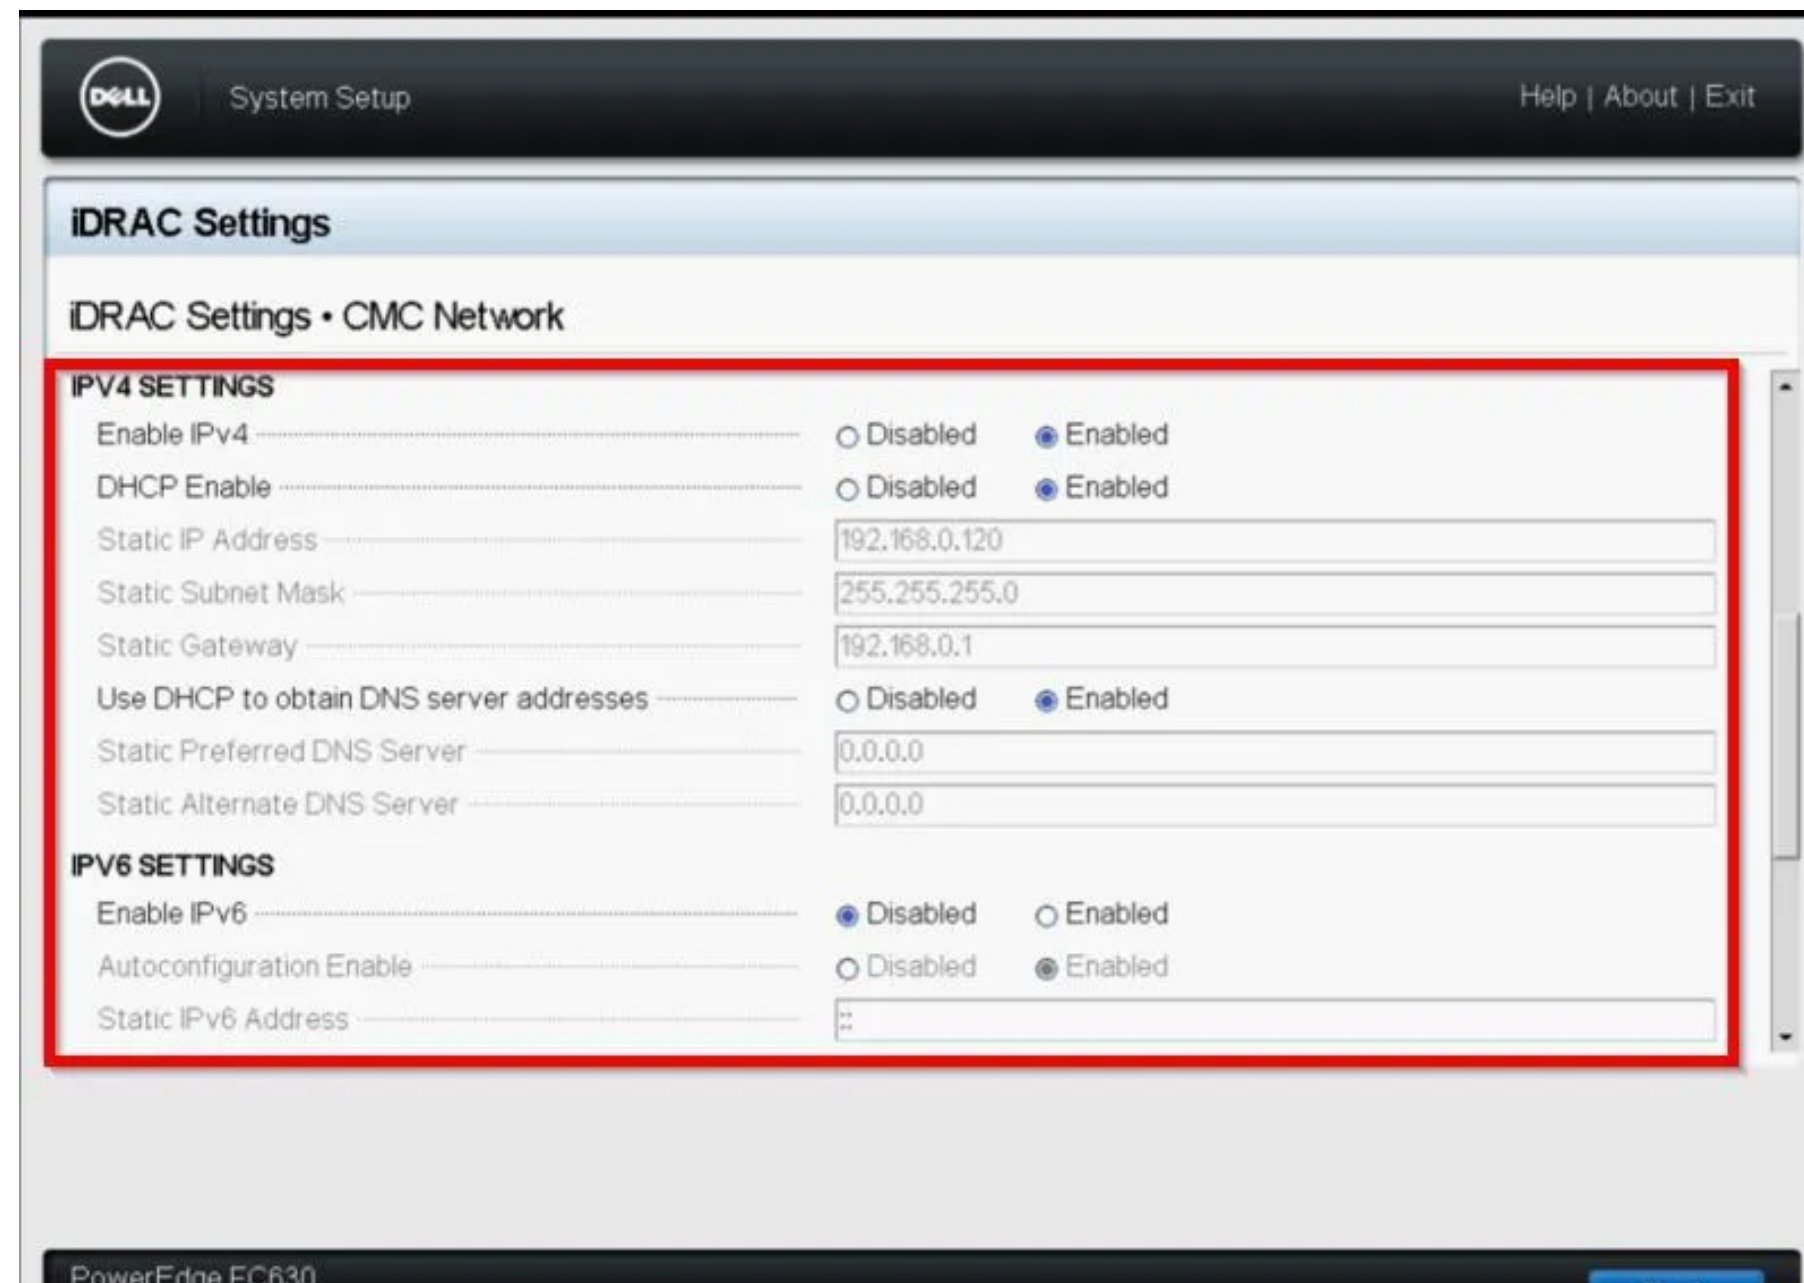 DELL
System Setup
Help | About | Exit
iDRAC Settings
iDRAC Settings • CMC Network
IPV4 SETTINGS
Enable IPv4 Disabled Enabled
DHCP Enable Disabled Enabled
Static IP Address 192.168.0.120
Static Subnet Mask 255.255.255.0
Static Gateway 192.168.0.1
Use DHCP to obtain DNS server addresses Disabled Enabled
Static Preferred DNS Server 0.0.0.0
Static Alternate DNS Server 0.0.0.0
IPV6 SETTINGS
Enable IPv6 Disabled Enabled
Autoconfiguration Enable Disabled Enabled
Static IPv6 Address ::
PowerEdge FC630